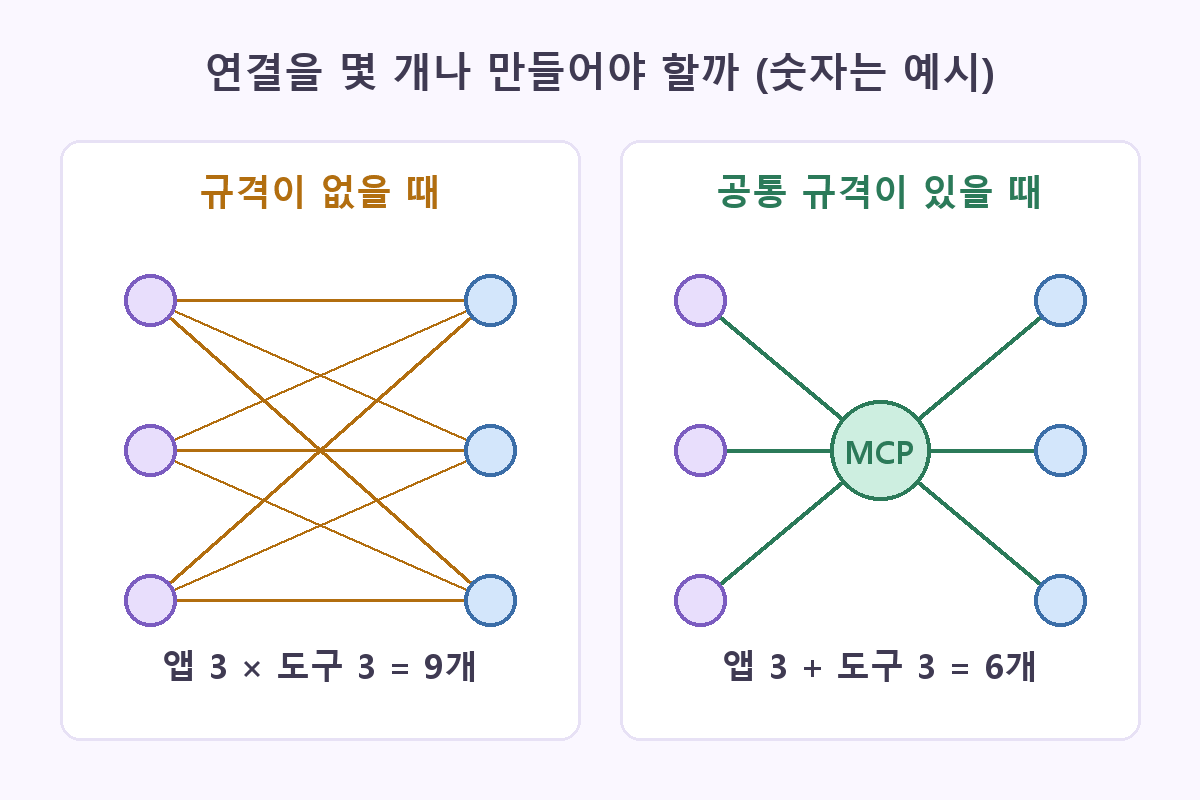 연결을 몇 개나 만들어야 할까 (숫자는 예시)
규격이 없을 때
앱 3 × 도구 3 = 9개
공통 규격이 있을 때
MCP
앱 3 + 도구 3 = 6개